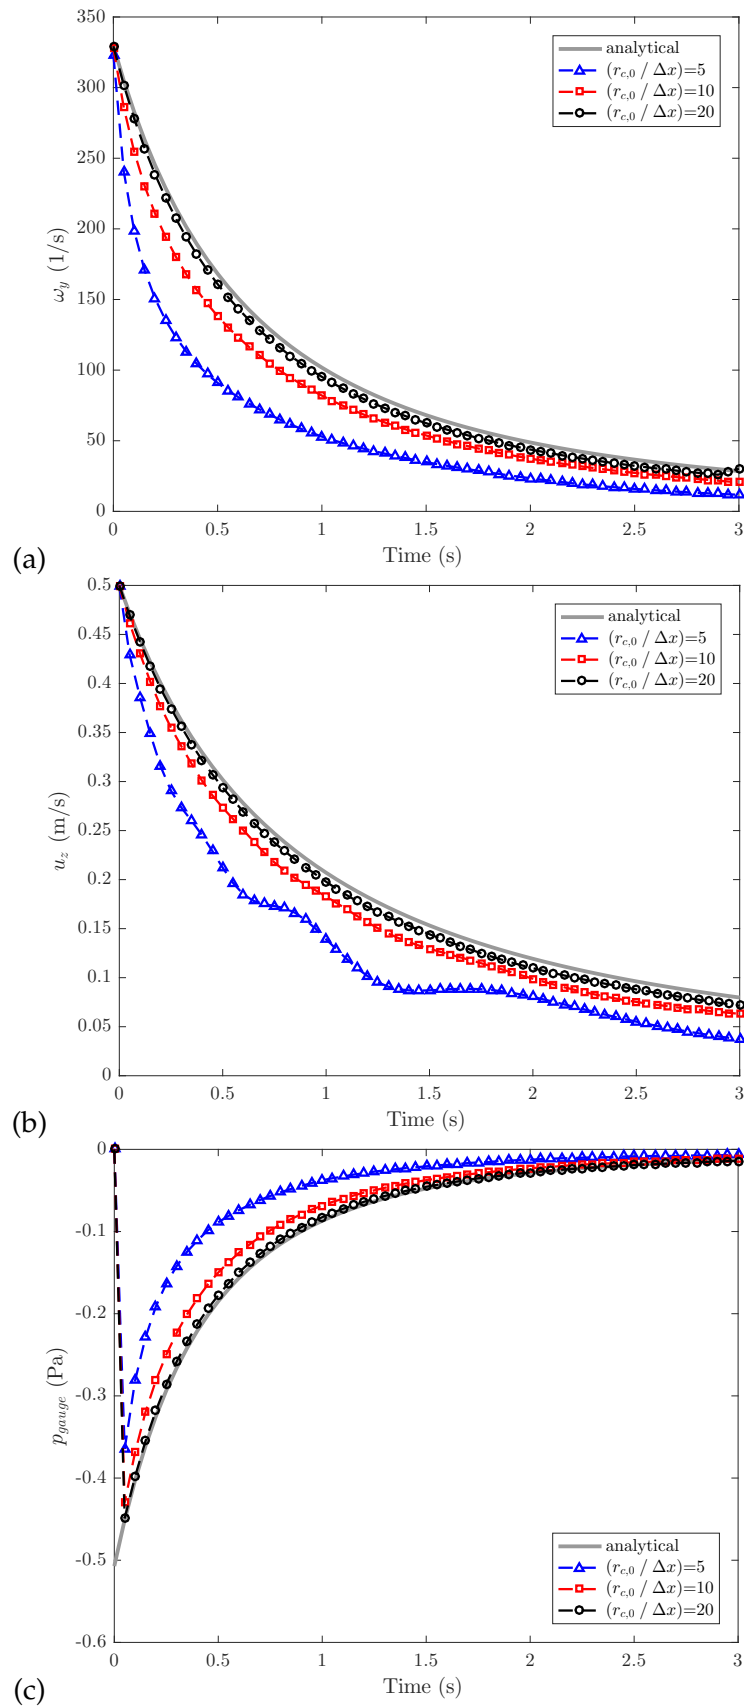 350
300
250
200
150
100
50
0
ω_y (1/s)
analytical
(r_{c,0} / Δx)=5
(r_{c,0} / Δx)=10
(r_{c,0} / Δx)=20
0 0.5 1 1.5 2 2.5 3
Time (s)
(a)
0.5
0.45
0.4
0.35
0.3
0.25
0.2
0.15
0.1
0.05
0
u_z (m/s)
analytical
(r_{c,0} / Δx)=5
(r_{c,0} / Δx)=10
(r_{c,0} / Δx)=20
0 0.5 1 1.5 2 2.5 3
Time (s)
(b)
0
-0.1
-0.2
-0.3
-0.4
-0.5
-0.6
p_{gauge} (Pa)
analytical
(r_{c,0} / Δx)=5
(r_{c,0} / Δx)=10
(r_{c,0} / Δx)=20
0 0.5 1 1.5 2 2.5 3
Time (s)
(c)